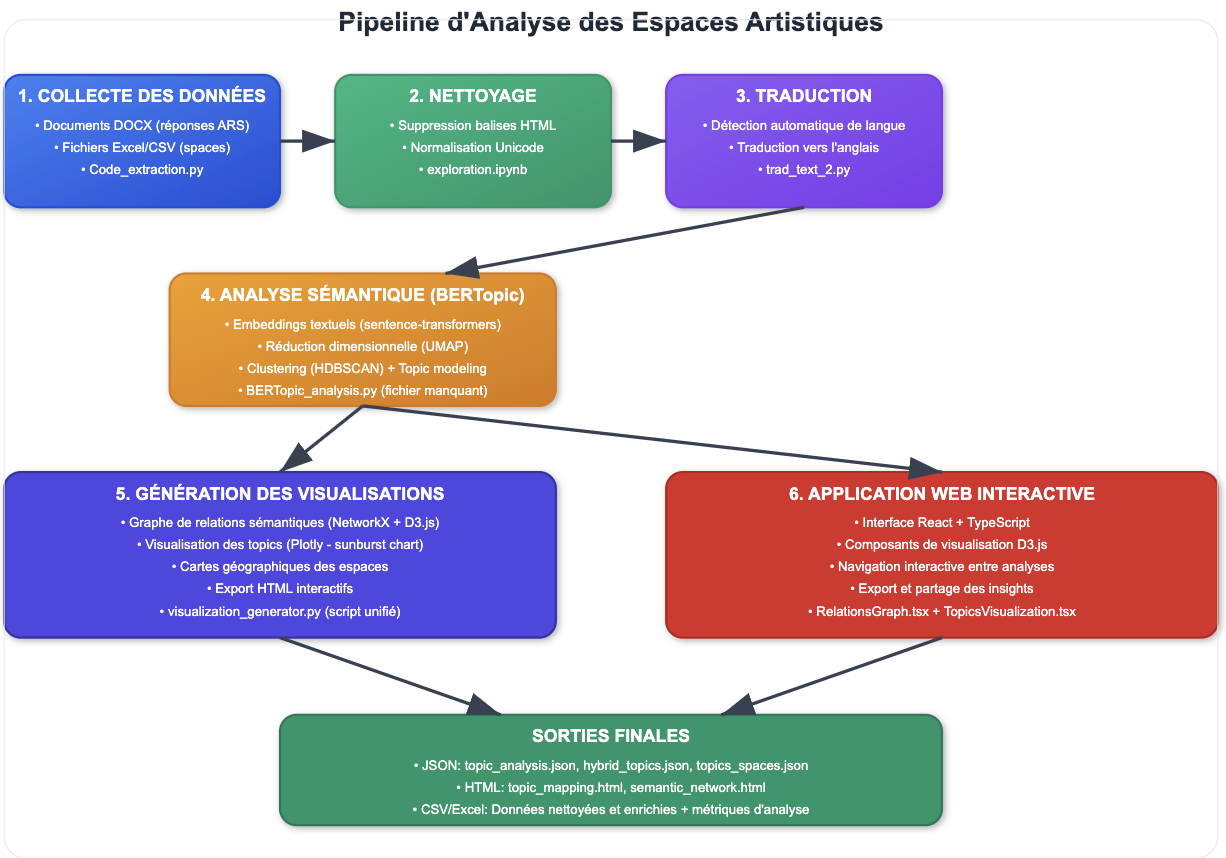 Pipeline d'Analyse des Espaces Artistiques
1. COLLECTE DES DONNÉES
• Documents DOCX (réponses ARS)
• Fichiers Excel/CSV (spaces)
• Code_extraction.py
2. NETTOYAGE
• Suppression balises HTML
• Normalisation Unicode
• exploration.ipynb
3. TRADUCTION
• Détection automatique de langue
• Traduction vers l'anglais
• trad_text_2.py
4. ANALYSE SÉMANTIQUE (BERTopic)
• Embeddings textuels (sentence-transformers)
• Réduction dimensionnelle (UMAP)
• Clustering (HDBSCAN) + Topic modeling
• BERTopic_analysis.py (fichier manquant)
5. GÉNÉRATION DES VISUALISATIONS
• Graphe de relations sémantiques (NetworkX + D3.js)
• Visualisation des topics (Plotly - sunburst chart)
• Cartes géographiques des espaces
• Export HTML interactifs
• visualization_generator.py (script unifié)
6. APPLICATION WEB INTERACTIVE
• Interface React + TypeScript
• Composants de visualisation D3.js
• Navigation interactive entre analyses
• Export et partage des insights
• RelationsGraph.tsx + TopicsVisualization.tsx
SORTIES FINALES
• JSON: topic_analysis.json, hybrid_topics.json, topics_spaces.json
• HTML: topic_mapping.html, semantic_network.html
• CSV/Excel: Données nettoyées et enrichies + métriques d'analyse